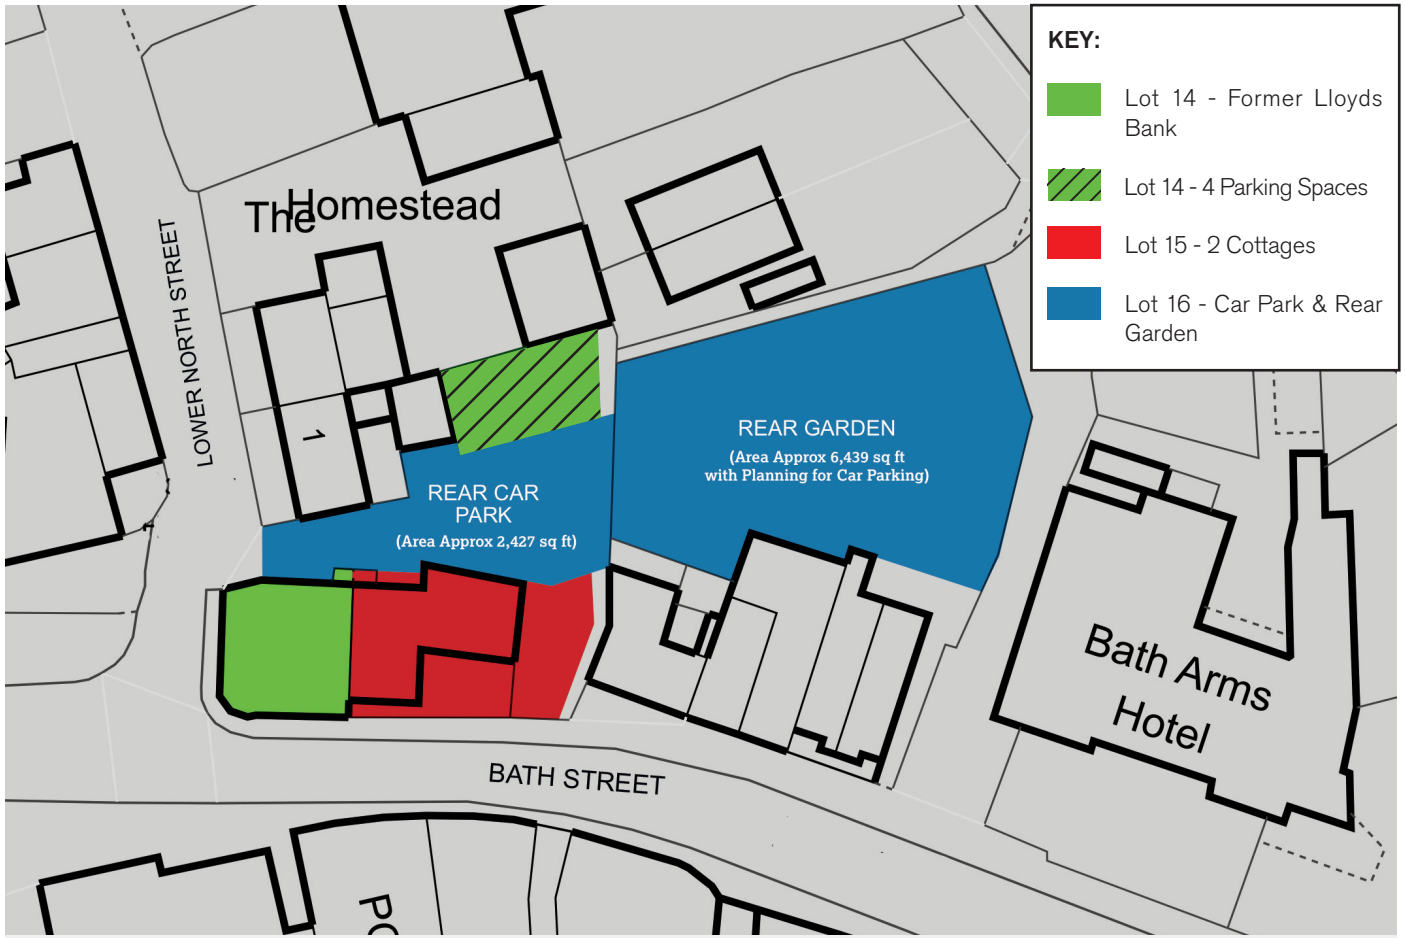 KEY:
Lot 14 - Former Lloyds
Bank
Lot 14 - 4 Parking Spaces
Lot 15 - 2 Cottages
Lot 16 - Car Park & Rear
Garden
The Homestead
LOWER NORTH STREET
1
REAR GARDEN
(Area Approx 6,439 sq ft
with Planning for Car Parking)
REAR CAR
PARK
(Area Approx 2,427 sq ft)
Bath Arms
Hotel
BATH STREET